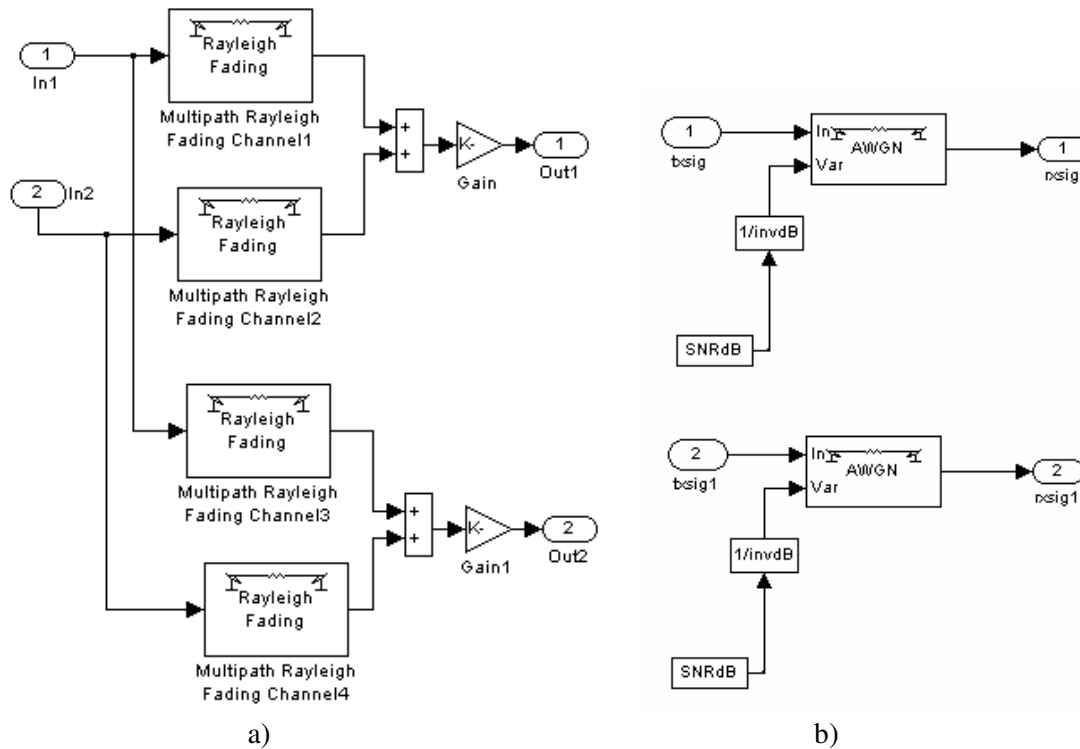 1
In1
Rayleigh
Fading
Multipath Rayleigh
Fading Channel1
+
+
K-
Gain
1
Out1
2
In2
Rayleigh
Fading
Multipath Rayleigh
Fading Channel2
Rayleigh
Fading
Multipath Rayleigh
Fading Channel3
+
+
K-
Gain1
2
Out2
Rayleigh
Fading
Multipath Rayleigh
Fading Channel4
a)
1
txsig
In
Var
AWGN
1
rxsig
1/invdB
SNRdB
2
txsig1
In
Var
AWGN
2
rxsig1
1/invdB
SNRdB
b)